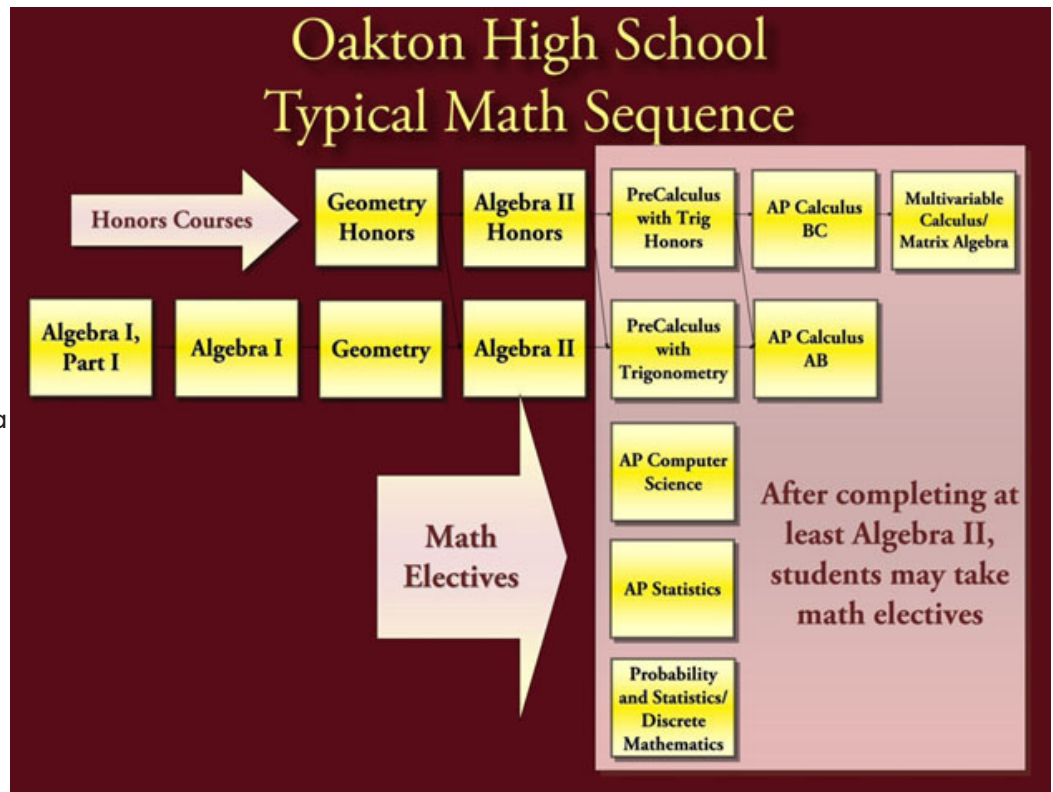 Oakton High School
Typical Math Sequence
Honors Courses
Geometry
Honors
Algebra II
Honors
PreCalculus
with Trig
Honors
AP Calculus
BC
Multivariable
Calculus/
Matrix Algebra
Algebra I,
Part I
Algebra I
Geometry
Algebra II
PreCalculus
with
Trigonometry
AP Calculus
AB
a
Math
Electives
AP Computer
Science
AP Statistics
Probability
and Statistics/
Discrete
Mathematics
After completing at
least Algebra II,
students may take
math electives